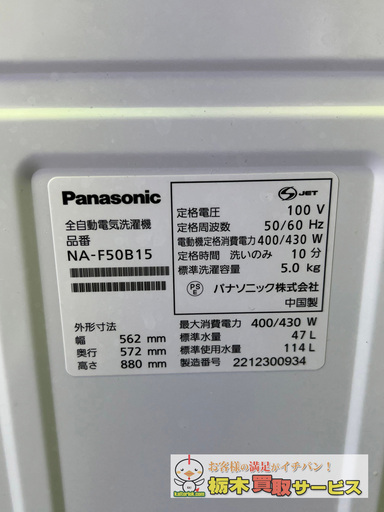 Panasonic
全自動電気洗濯機
品番
NA-F50B15
外形寸法
幅 562 mm
奥行 572 mm
高さ 880 mm
S JET
定格電圧 100 V
定格周波数 50/60 Hz
電動機定格消費電力 400/430 W
定格時間 洗いのみ 10 分
標準洗濯容量 5.0 kg
PS E パナソニック株式会社
中国製
最大消費電力 400/430 W
標準水量 47 L
標準使用水量 114 L
製造番号 2212300934
お客様の満足がイチバン!
栃木買取サービス
kaitoriok.com